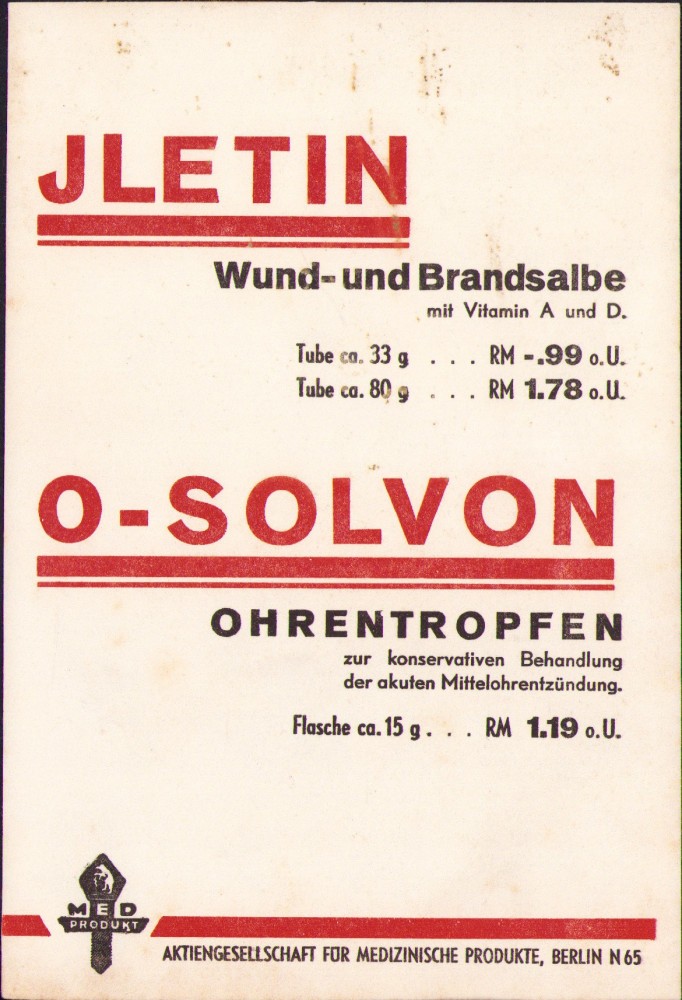 JLETIN
Wund- und Brandsalbe
mit Vitamin A und D.
Tube ca. 33 g . . . RM -.99 o.U.
Tube ca. 80 g . . . RM 1.78 o.U.
O-SOLVON
OHRENTROPFEN
zur konservativen Behandlung
der akuten Mittelohrentzündung.
Flasche ca. 15 g . . . RM 1.19 o.U.
MED
PRODUKT
AKTIENGESELLSCHAFT FÜR MEDIZINISCHE PRODUKTE, BERLIN N 65